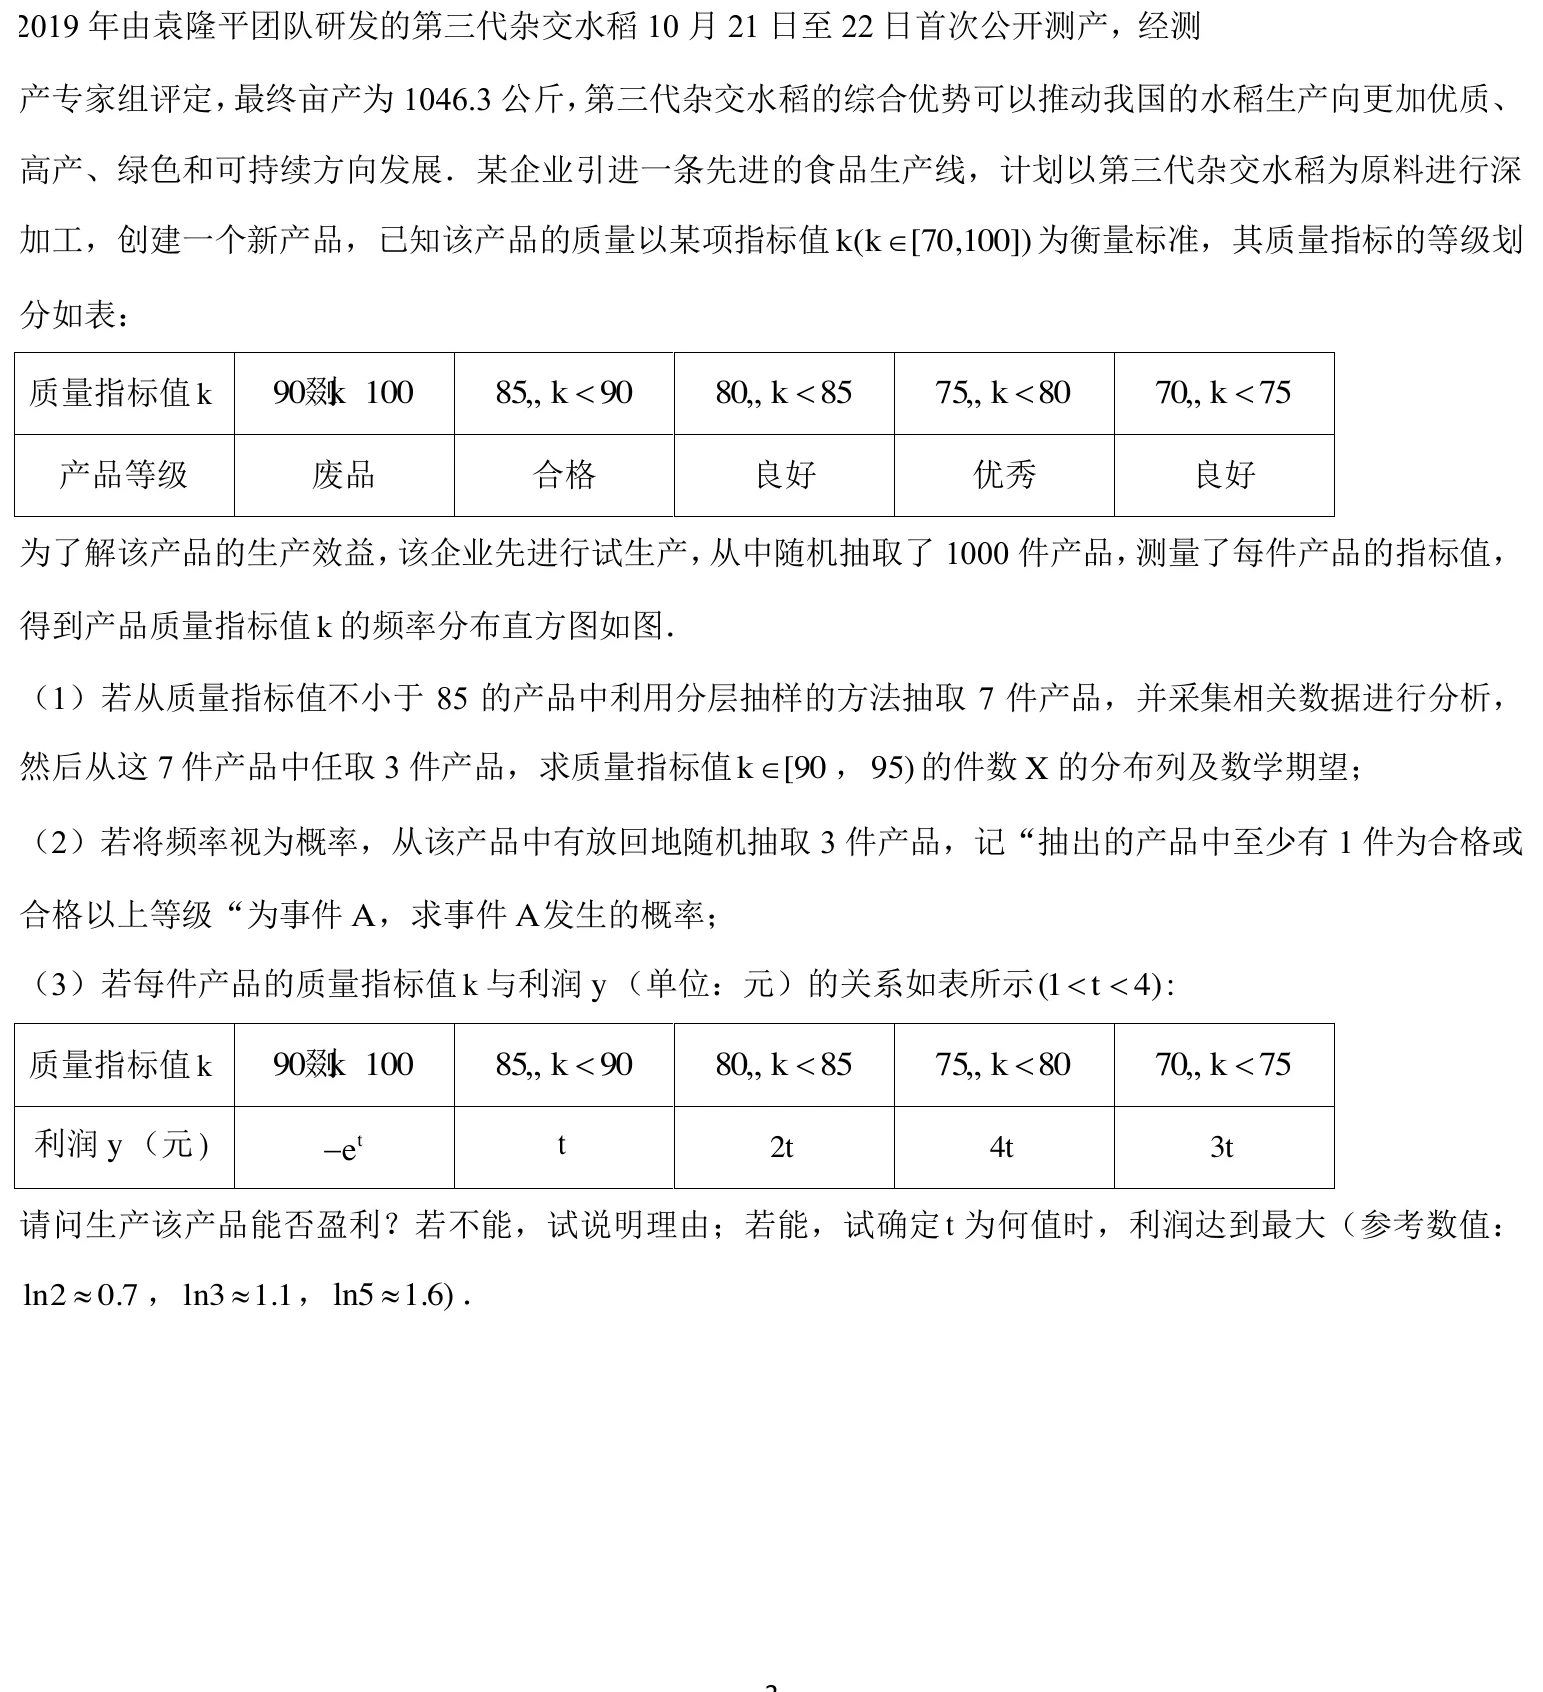 2019 年由袁隆平团队研发的第三代杂交水稻 10 月 21 日至 22 日首次公开测产，经测
产专家组评定，最终亩产为 1046.3 公斤，第三代杂交水稻的综合优势可以推动我国的水稻生产向更加优质、
高产、绿色和可持续方向发展．某企业引进一条先进的食品生产线，计划以第三代杂交水稻为原料进行深
加工，创建一个新产品，已知该产品的质量以某项指标值 k(k∈[70,100]) 为衡量标准，其质量指标的等级划
分如表：
质量指标值 k 90剟k 100 85,, k＜90 80,, k＜85 75,, k＜80 70,, k＜75
产品等级 废品 合格 良好 优秀 良好
为了解该产品的生产效益，该企业先进行试生产，从中随机抽取了 1000 件产品，测量了每件产品的指标值，
得到产品质量指标值 k 的频率分布直方图如图．
（1）若从质量指标值不小于 85 的产品中利用分层抽样的方法抽取 7 件产品，并采集相关数据进行分析，
然后从这 7 件产品中任取 3 件产品，求质量指标值 k∈[90，95) 的件数 X 的分布列及数学期望；
（2）若将频率视为概率，从该产品中有放回地随机抽取 3 件产品，记“抽出的产品中至少有 1 件为合格或
合格以上等级“为事件 A，求事件 A发生的概率；
（3）若每件产品的质量指标值 k 与利润 y（单位：元）的关系如表所示 (1＜t＜4)：
质量指标值 k 90剟k 100 85,, k＜90 80,, k＜85 75,, k＜80 70,, k＜75
利润 y（元) −eᵗ t 2t 4t 3t
请问生产该产品能否盈利？若不能，试说明理由；若能，试确定 t 为何值时，利润达到最大（参考数值：
ln2≈0.7，ln3≈1.1，ln5≈1.6)．